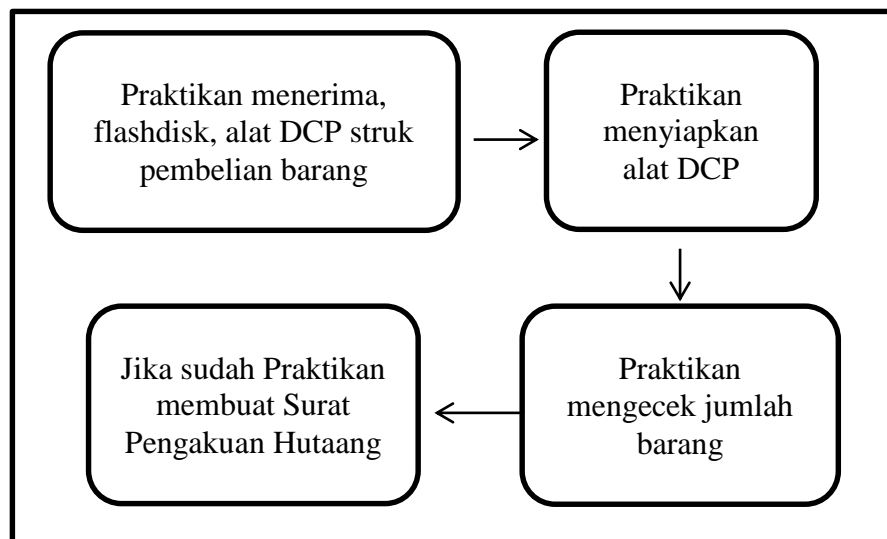 Praktikan menerima,
flashdisk, alat DCP struk
pembelian barang
Praktikan
menyiapkan
alat DCP
Praktikan
mengecek jumlah
barang
Jika sudah Praktikan
membuat Surat
Pengakuan Hutaang